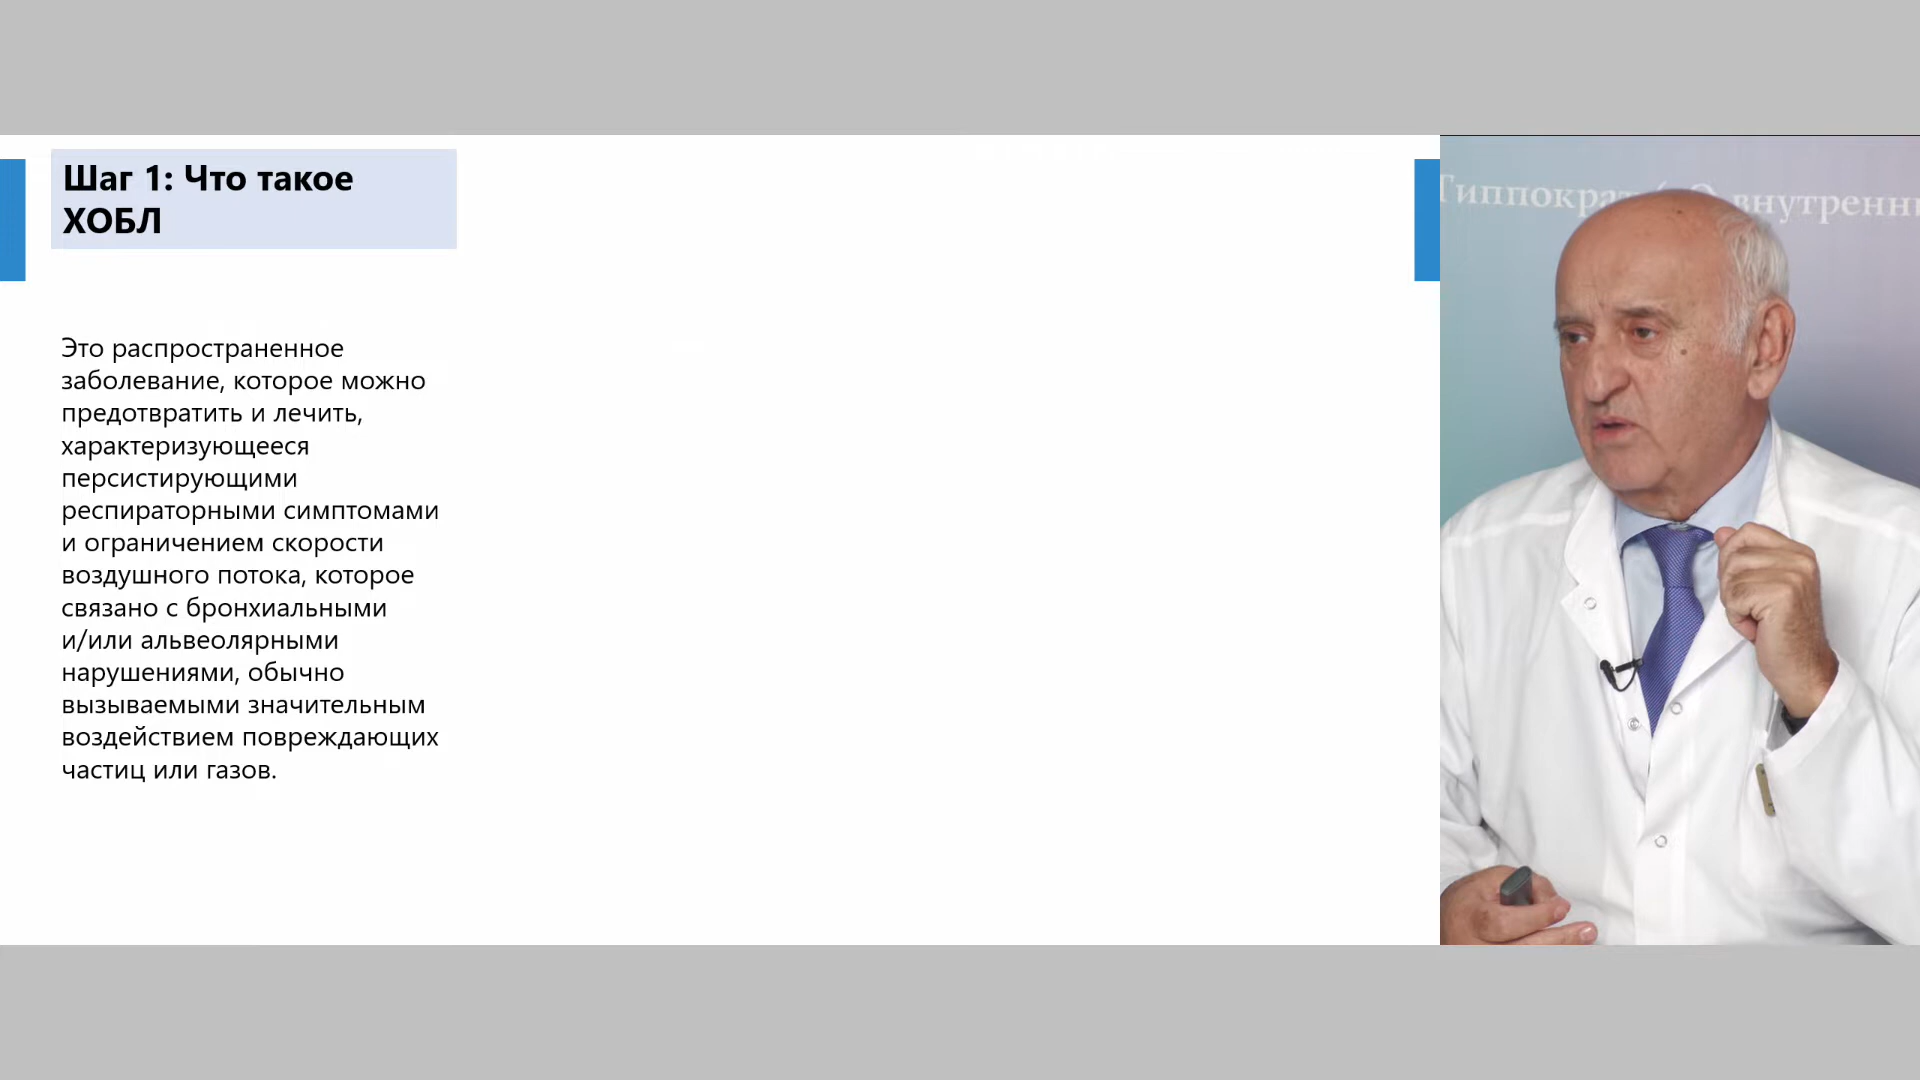 Шаг 1: Что такое
ХОБЛ
Это распространенное
заболевание, которое можно
предотвратить и лечить,
характеризующееся
персистирующими
респираторными симптомами
и ограничением скорости
воздушного потока, которое
связано с бронхиальными
и/или альвеолярными
нарушениями, обычно
вызываемыми значительным
воздействием повреждающих
частиц или газов.